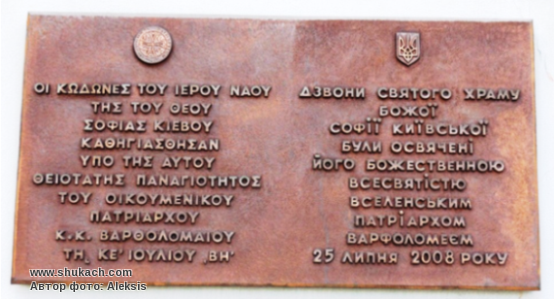 ΟΙ ΚΩΔΩΝΕΣ ΤΟΥ ΙΕΡΟΥ ΝΑΟΥ
ΤΗΣ ΤΟΥ ΘΕΟΥ
ΣΟΦΙΑΣ ΚΙΕΒΟΥ
ΚΑΘΗΓΙΑΣΘΗΣΑΝ
ΥΠΟ ΤΗΣ ΑΥΤΟΥ
ΘΕΙΟΤΑΤΗΣ ΠΑΝΑΓΙΟΤΗΤΟΣ
ΤΟΥ ΟΙΚΟΥΜΕΝΙΚΟΥ
ΠΑΤΡΙΑΡΧΟΥ
Κ.Κ. ΒΑΡΘΟΛΟΜΑΙΟΥ
ΤΗ, ΚΕ' ΙΟΥΛΙΟΥ ,ΒΗ'
ДЗВОНИ СВЯТОГО ХРАМУ
БОЖОЇ
СОФІЇ КИЇВСЬКОЇ
БУЛИ ОСВЯЧЕНІ
ЙОГО БОЖЕСТВЕННОЮ
ВСЕСВЯТІСТЮ
ВСЕЛЕНСЬКИМ
ПАТРІАРХОМ
ВАРФОЛОМЕЄМ
25 ЛИПНЯ 2008 РОКУ
www.shukach.com
Автор фото: Aleksis